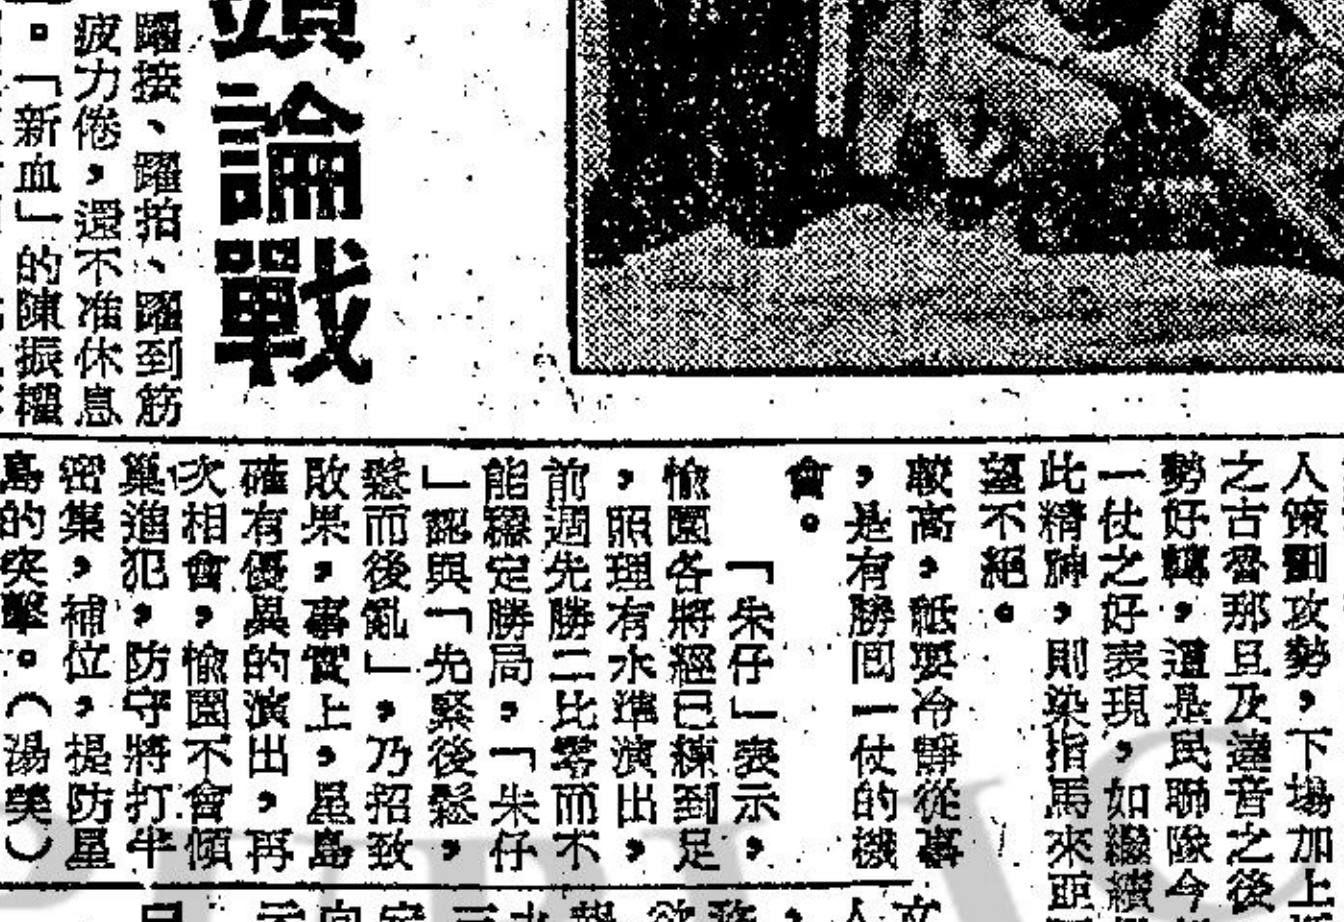 論戰
躍接、躍拍、躍到筋
疲力倦，還不准休息
。「新血」的陳振權
人策劃攻勢，下場加上
之古魯那旦及達音之後
勢好轉，這是民聯隊今
一仗之好表現，如繼續
此精神，則染指馬來亞
望不絕。
較高，祗要冷靜從事
，是有勝回一仗的機
會。
「朱仔」表示，
愉園各將經已練到足
，照理有水準演出，
前週先勝二比零而不
能穩定勝局，「朱仔
」認與「先緊後鬆，
鬆而後亂」，乃招致
敗果，事實上，星島
確有優異的演出，再
次相會，愉園不會傾
巢進犯，防守將打半
密集，補位，提防星
島的突擊。（湯美）